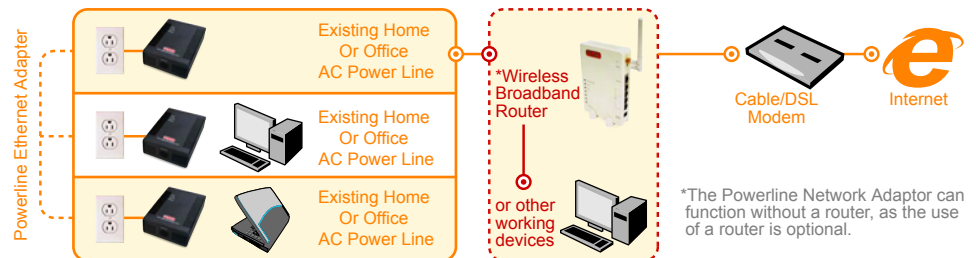 Powerline Ethernet Adapter
Existing Home
Or Office
AC Power Line
Existing Home
Or Office
AC Power Line
Existing Home
Or Office
AC Power Line
*Wireless
Broadband
Router
or other
working
devices
Cable/DSL
Modem
Internet
*The Powerline Network Adaptor can
function without a router, as the use
of a router is optional.